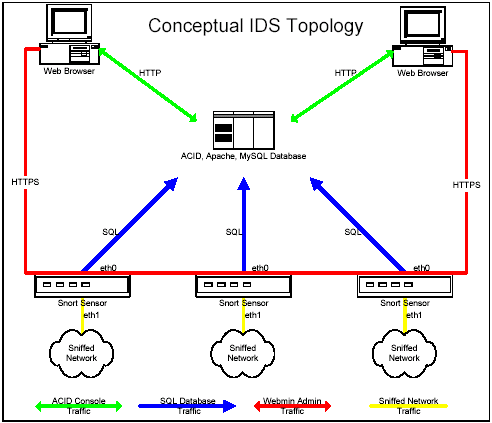 Conceptual IDS Topology
Web Browser
Web Browser
HTTP
HTTP
ACID, Apache, MySQL Database
HTTPS
HTTPS
SQL
SQL
SQL
eth0
eth0
eth0
Snort Sensor
Snort Sensor
Snort Sensor
eth1
eth1
eth1
Sniffed
Network
Sniffed
Network
Sniffed
Network
ACID Console
Traffic
SQL Database
Traffic
Webmin Admin
Traffic
Sniffed Network
Traffic